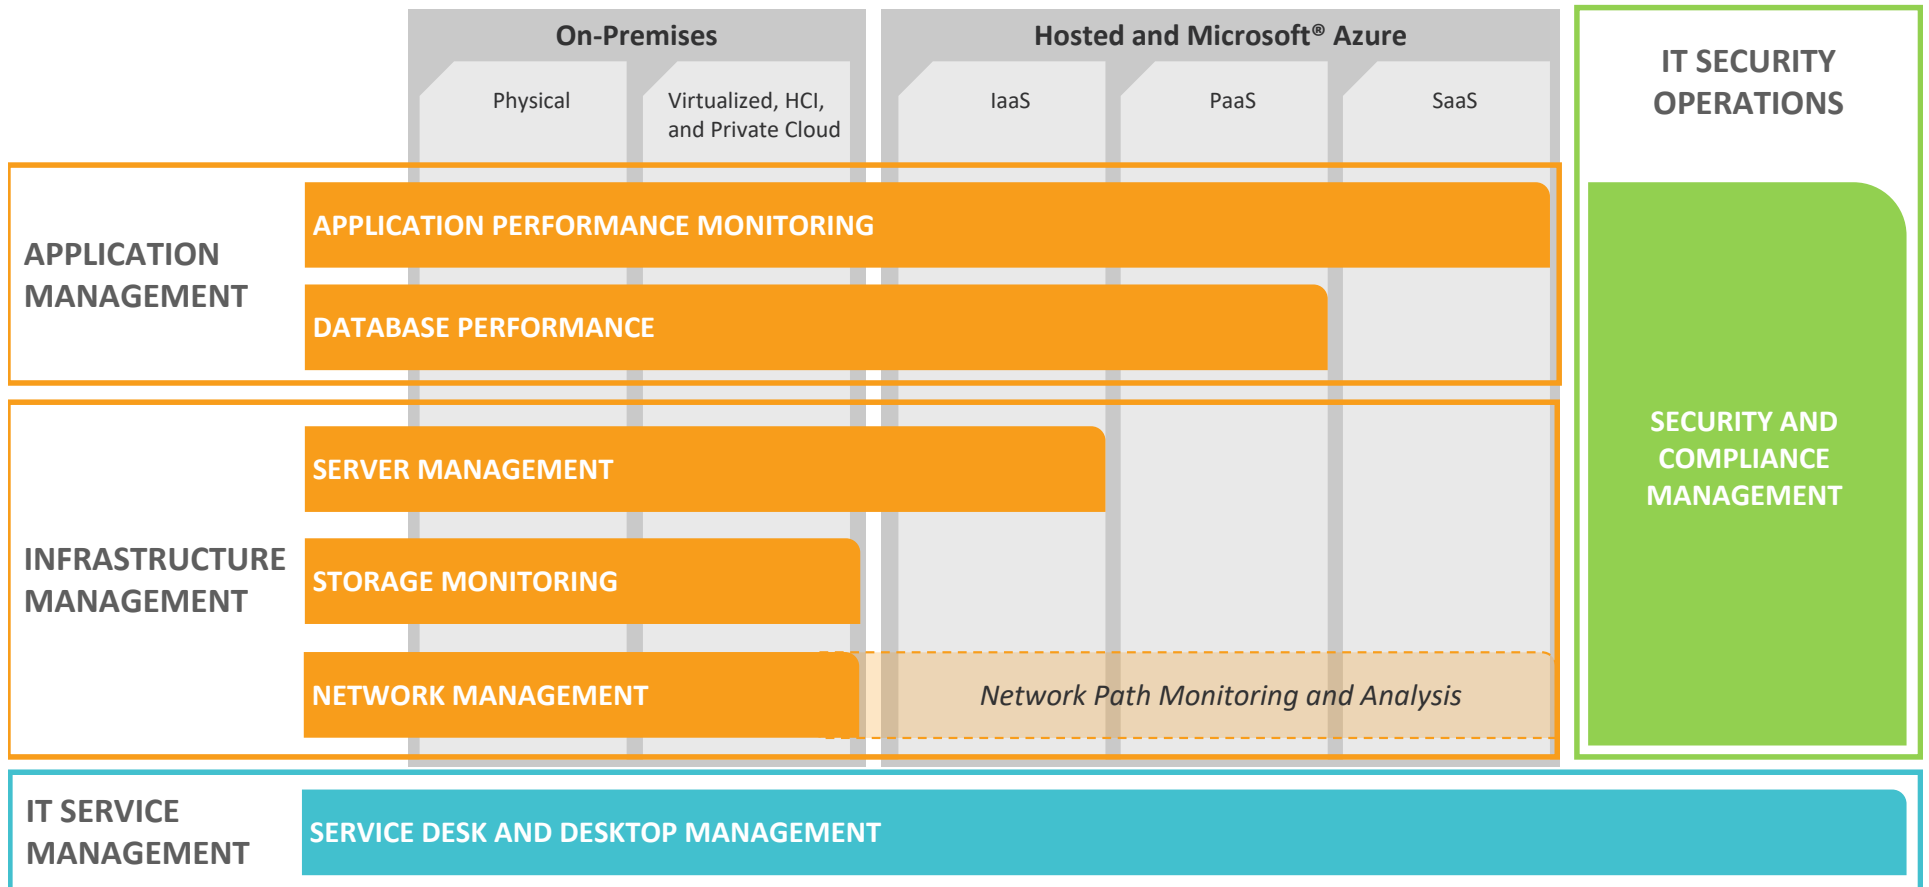 On-Premises
Hosted and Microsoft® Azure
IT SECURITY
OPERATIONS
Physical
Virtualized, HCI,
and Private Cloud
IaaS
PaaS
SaaS
APPLICATION
MANAGEMENT
APPLICATION PERFORMANCE MONITORING
DATABASE PERFORMANCE
SECURITY AND
COMPLIANCE
MANAGEMENT
INFRASTRUCTURE
MANAGEMENT
SERVER MANAGEMENT
STORAGE MONITORING
NETWORK MANAGEMENT
Network Path Monitoring and Analysis
IT SERVICE
MANAGEMENT
SERVICE DESK AND DESKTOP MANAGEMENT